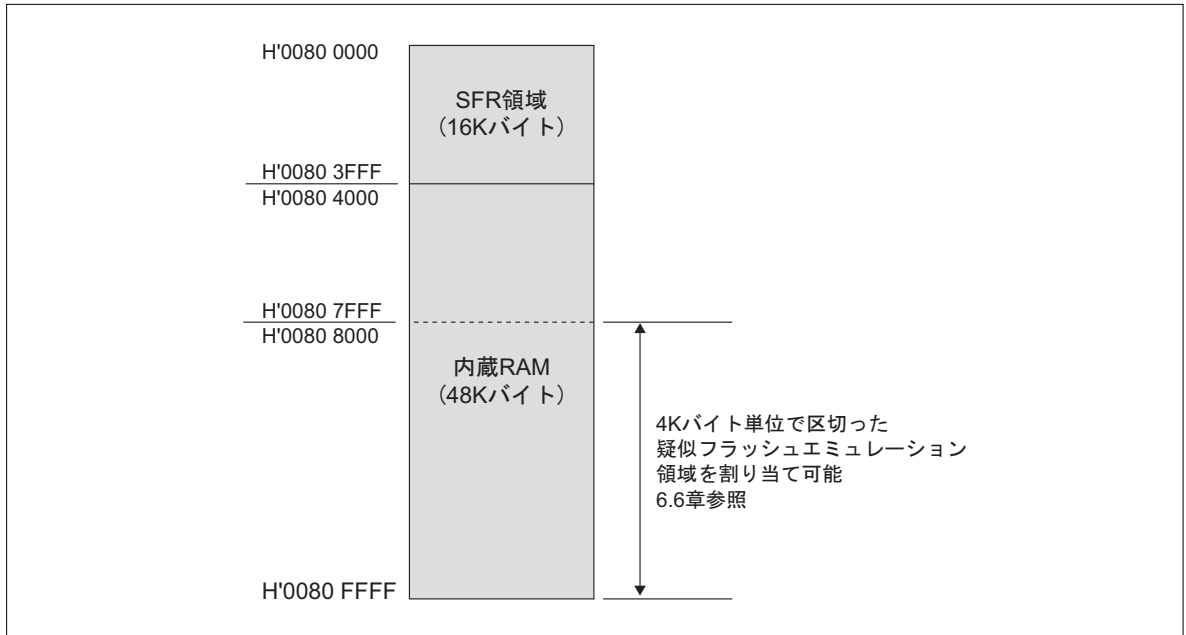 H'0080 0000
SFR領域
（16Kバイト）
H'0080 3FFF
H'0080 4000
H'0080 7FFF
H'0080 8000
内蔵RAM
（48Kバイト）
4Kバイト単位で区切った
疑似フラッシュエミュレーション
領域を割り当て可能
6.6章参照
H'0080 FFFF